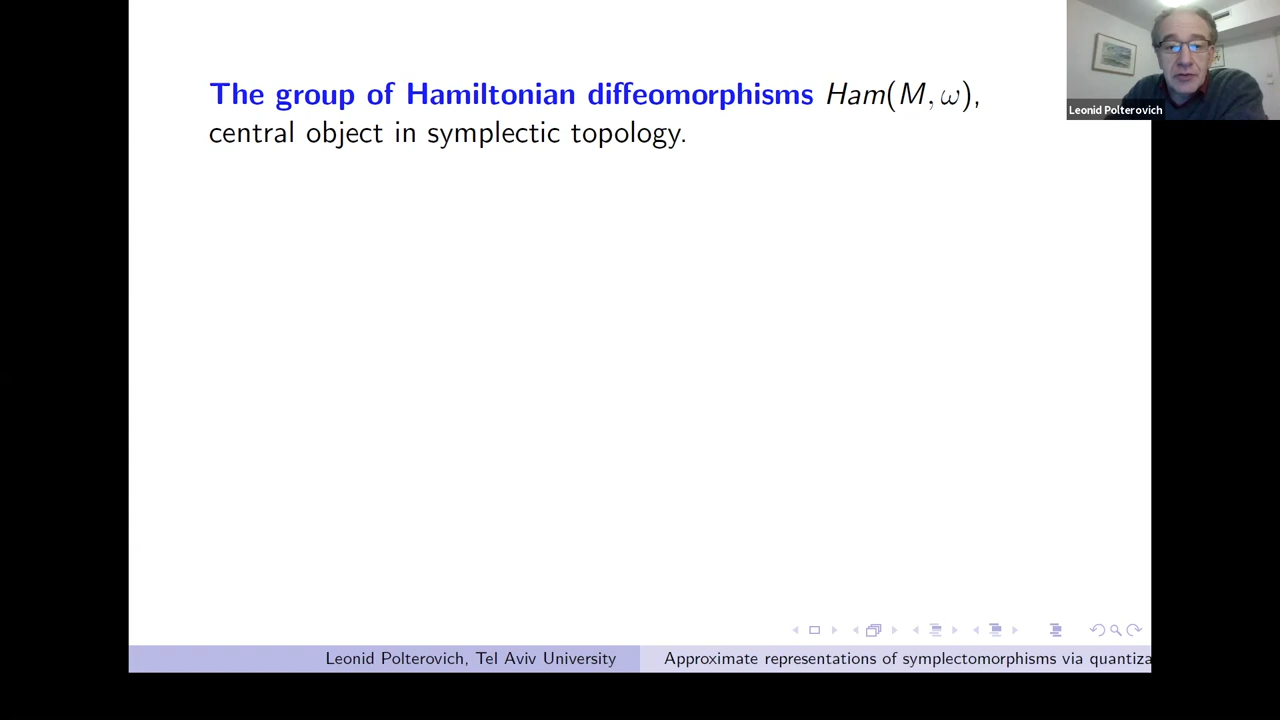 The group of Hamiltonian diffeomorphisms Ham(M, ω),
central object in symplectic topology.
Leonid Polterovich
Leonid Polterovich, Tel Aviv University
Approximate representations of symplectomorphisms via quantiza